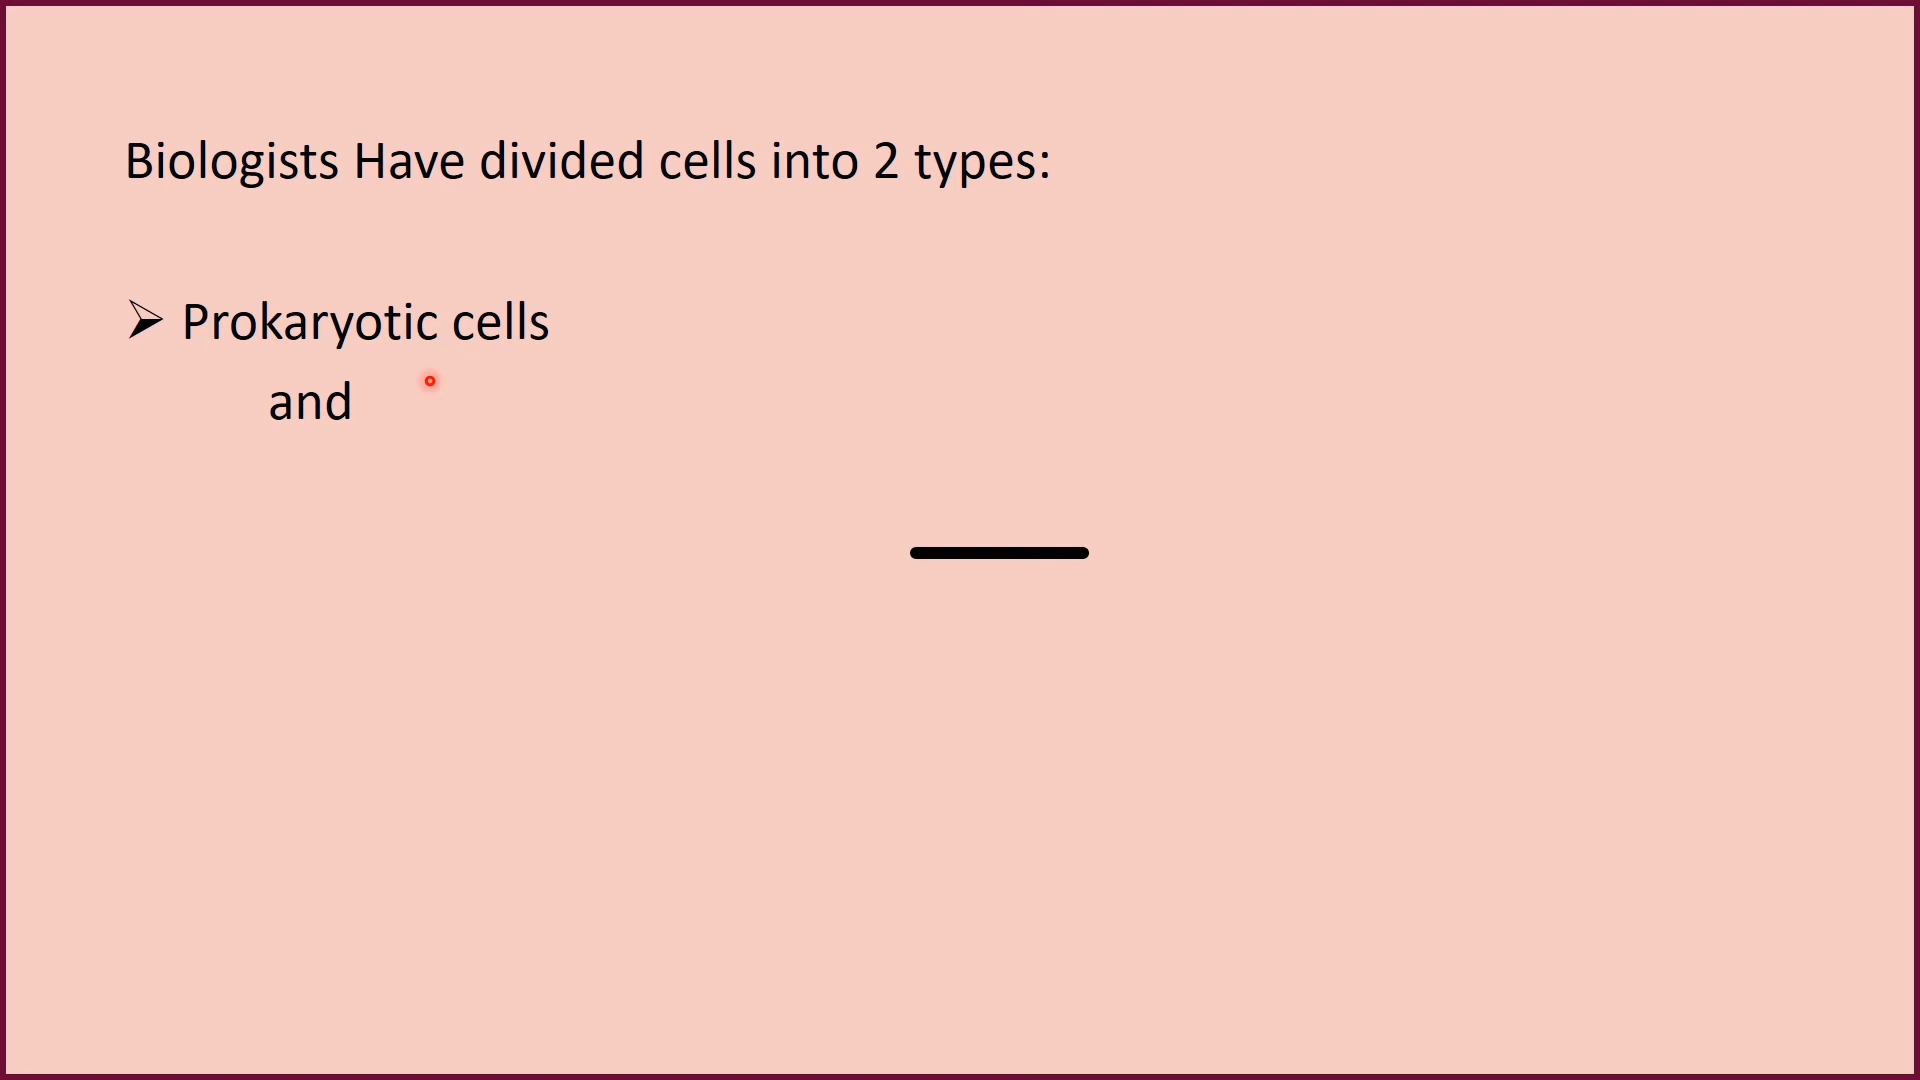 Biologists Have divided cells into 2 types:
➢ Prokaryotic cells
and